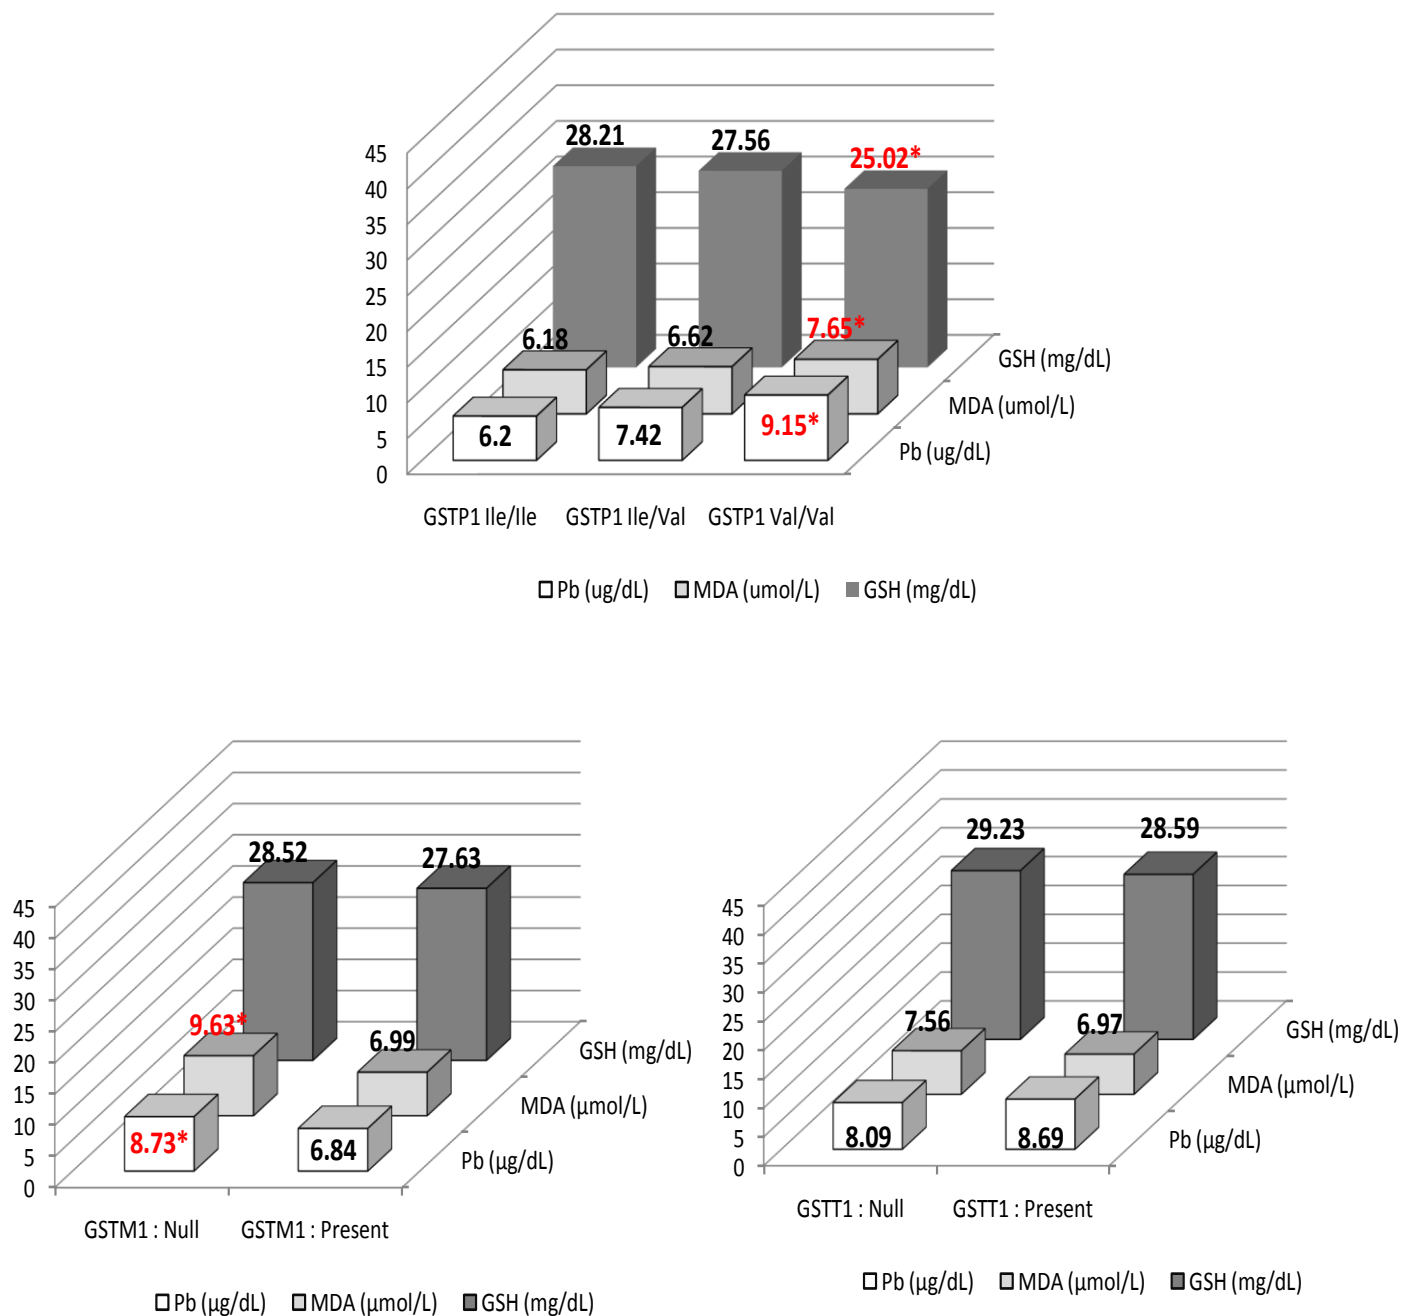 28.21 27.56 25.02*
45
40
35
30
25
20
15
10
5
0
6.18 6.62 7.65*
6.2 7.42 9.15*
GSH (mg/dL)
MDA (umol/L)
Pb (ug/dL)
GSTP1 Ile/Ile GSTP1 Ile/Val GSTP1 Val/Val
Pb (ug/dL) MDA (umol/L) GSH (mg/dL)
28.52 27.63
45
40
35
30
25
20
15
10
5
0
9.63* 6.99
8.73* 6.84
GSH (mg/dL)
MDA (µmol/L)
Pb (µg/dL)
GSTM1 : Null GSTM1 : Present
Pb (µg/dL) MDA (µmol/L) GSH (mg/dL)
29.23 28.59
45
40
35
30
25
20
15
10
5
0
7.56 6.97
8.09 8.69
GSH (mg/dL)
MDA (µmol/L)
Pb (µg/dL)
GSTT1 : Null GSTT1 : Present
Pb (µg/dL) MDA (µmol/L) GSH (mg/dL)